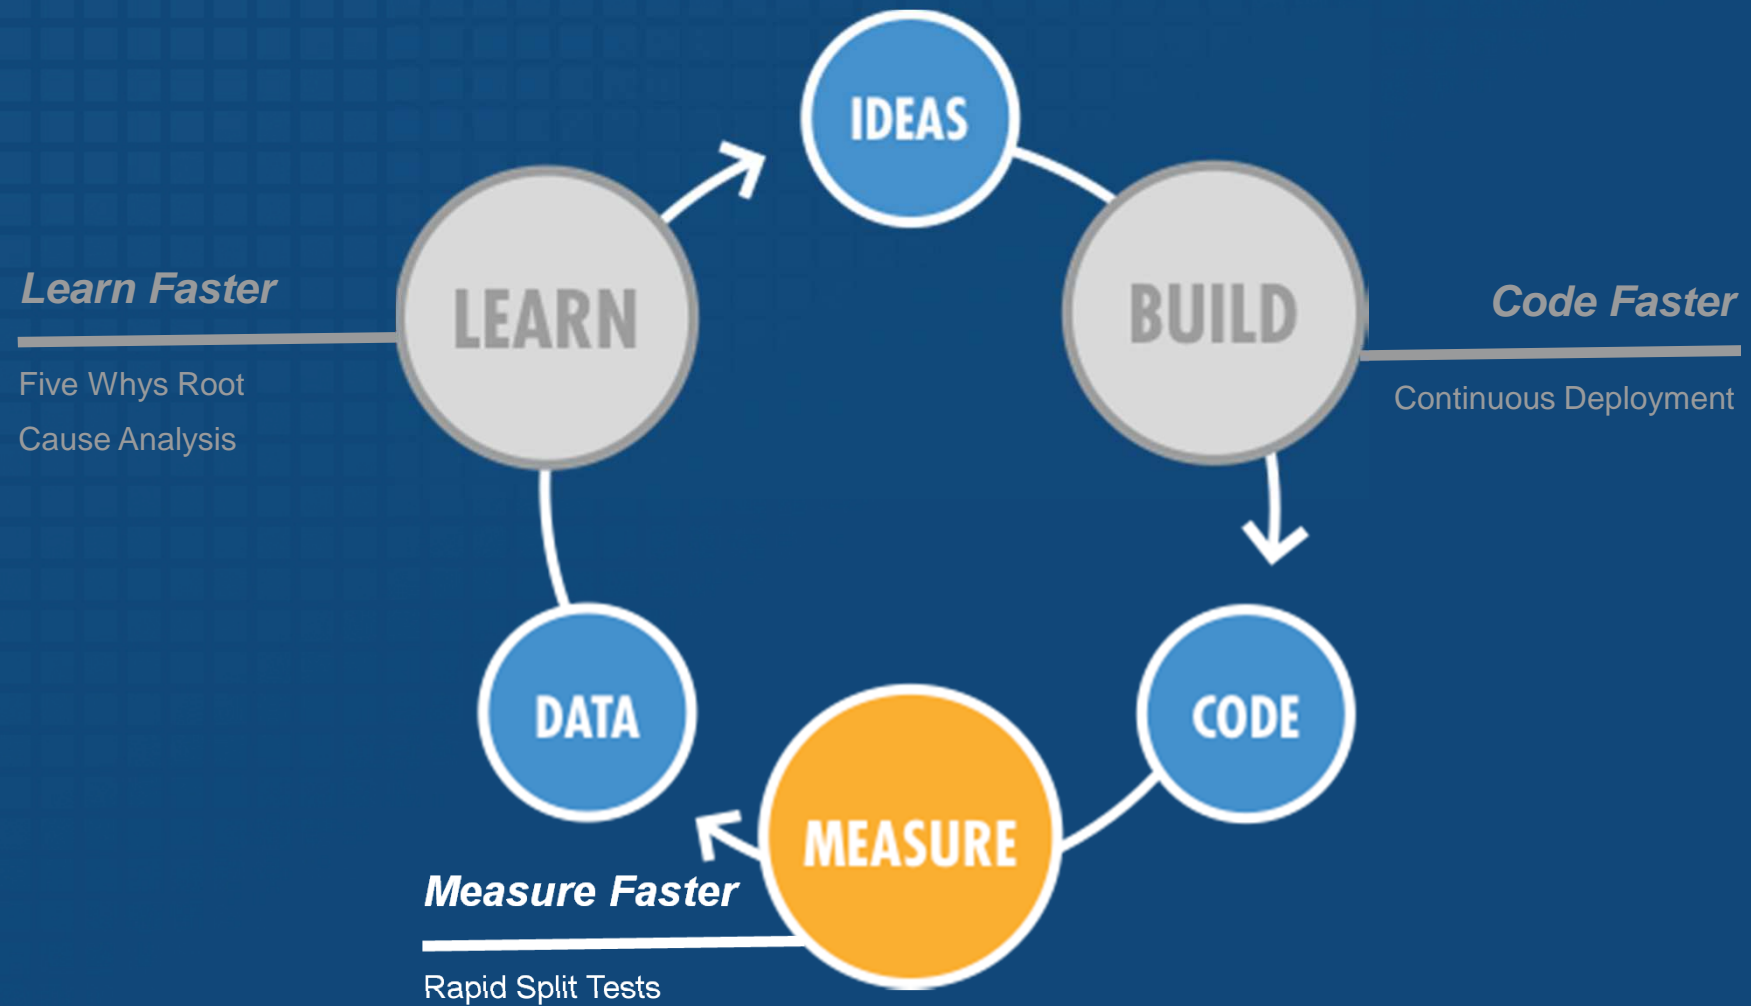 IDEAS
LEARN
BUILD
Learn Faster
Five Whys Root
Cause Analysis
Code Faster
Continuous Deployment
DATA
CODE
MEASURE
Measure Faster
Rapid Split Tests